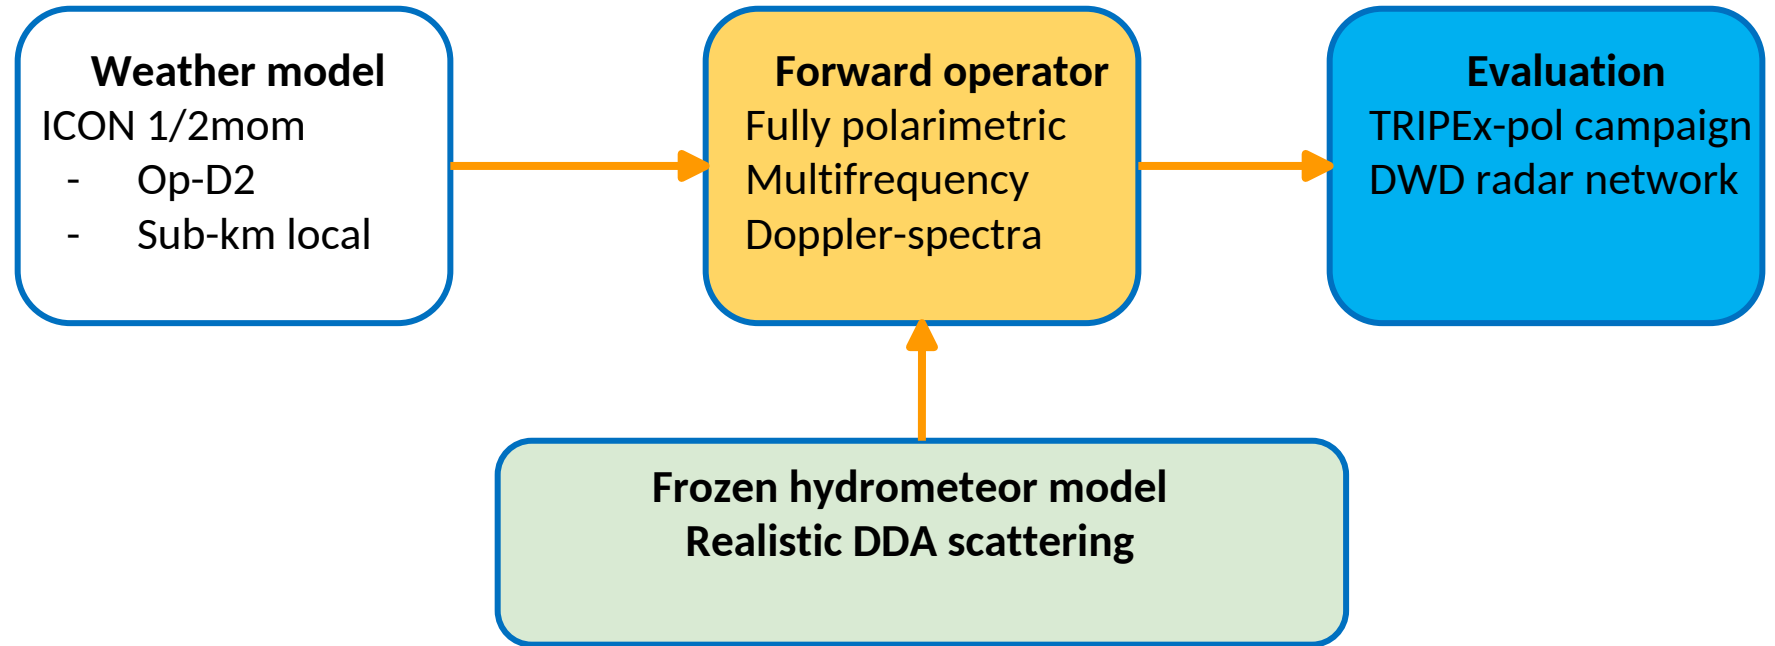 Weather model
ICON 1/2mom
- Op-D2
- Sub-km local
Forward operator
Fully polarimetric
Multifrequency
Doppler-spectra
Evaluation
TRIPEx-pol campaign
DWD radar network
Frozen hydrometeor model
Realistic DDA scattering